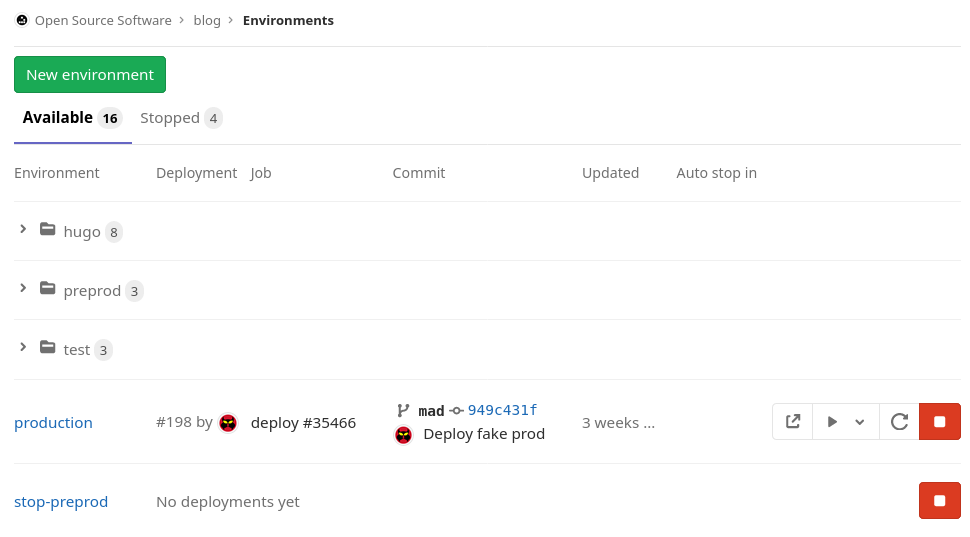 Open Source Software › blog › Environments
New environment
Available 16 Stopped 4
Environment Deployment Job Commit Updated Auto stop in
hugo 8
preprod 3
test 3
production #198 by deploy #35466 mad 949c431f Deploy fake prod 3 weeks ...
stop-preprod No deployments yet